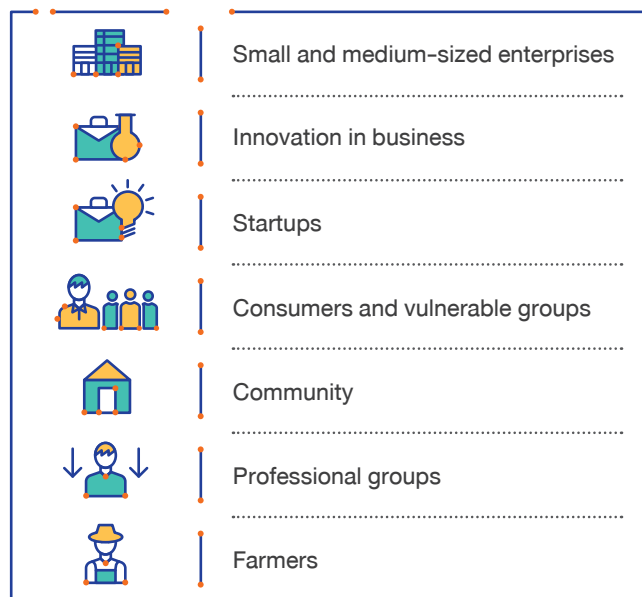 Small and medium-sized enterprises
Innovation in business
Startups
Consumers and vulnerable groups
Community
Professional groups
Farmers